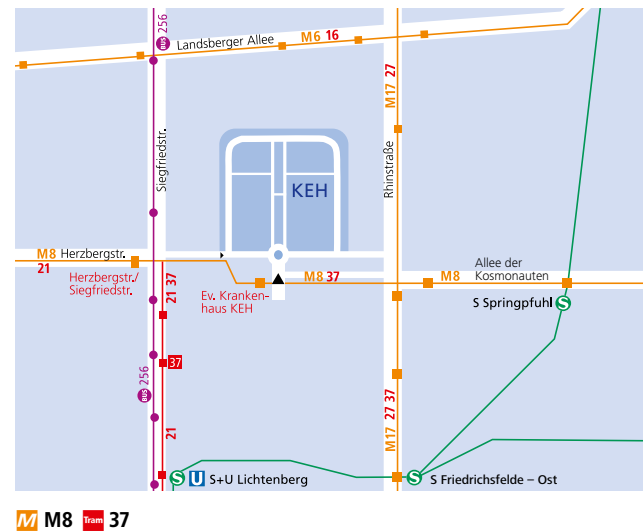 BUS 256
Landsberger Allee
M6 16
M17 27
Siegfriedstr.
Rhinstraße
KEH
M8 Herzbergstr.
21
Herzbergstr./
Siegfriedstr.
21 37
Ev. Kranken-
haus KEH
M8 37
M8
Allee der
Kosmonauten
S Springpfuhl S
37
BUS 256
21
M17 27 37
S U S+U Lichtenberg
S S Friedrichsfelde – Ost
M M8 Tram 37